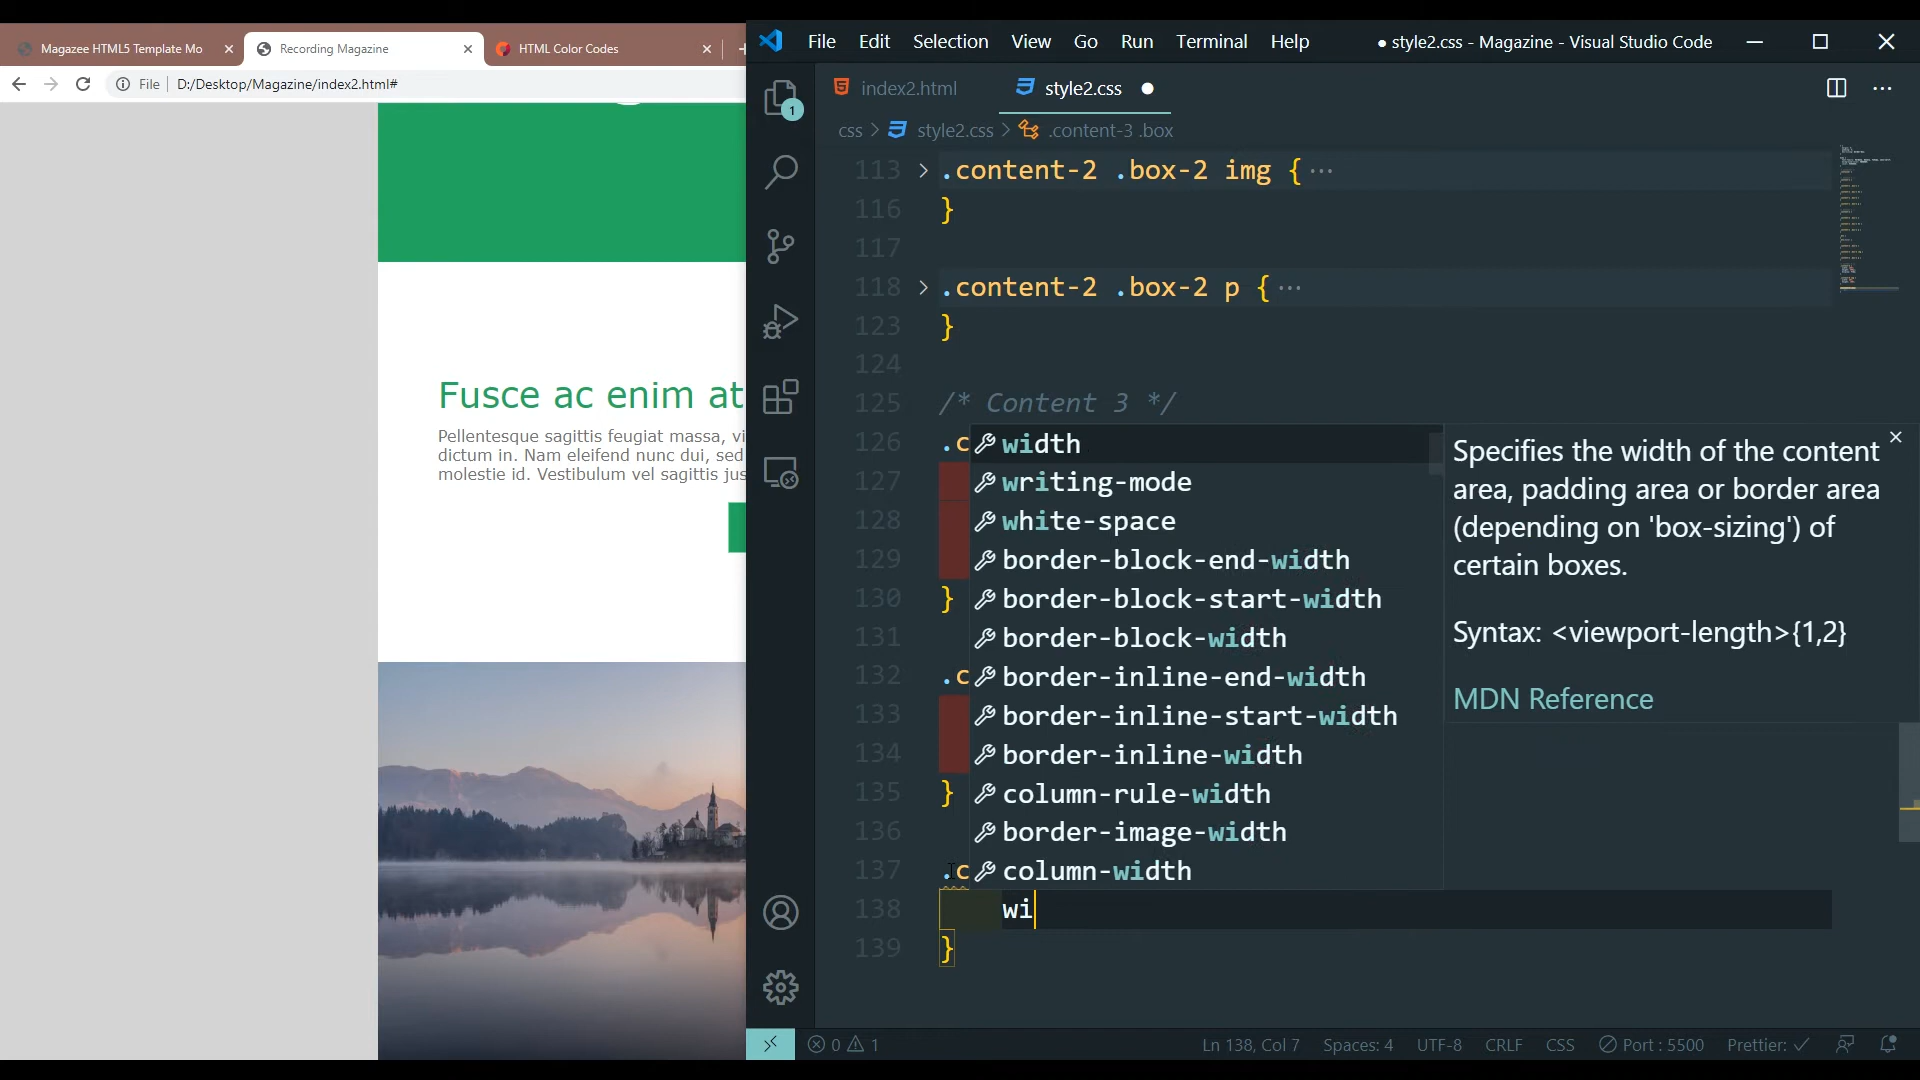 Magazee HTML5 Template Mo
Recording Magazine
HTML Color Codes
File
D:/Desktop/Magazine/index2.html#
Fusce ac enim at
Pellentesque sagittis feugiat massa, vi
dictum in. Nam eleifend nunc dui, sed
molestie id. Vestibulum vel sagittis jus
File Edit Selection View Go Run Terminal Help
● style2.css - Magazine - Visual Studio Code
index2.html
style2.css ●
css > style2.css > .content-3 .box
1
113 > .content-2 .box-2 img {···
116 }
117
118 > .content-2 .box-2 p {···
123 }
124
125 /* Content 3 */
126 .c
127
128
129
130 }
131
132 .c
133
134
135 }
136
137 .c
138 wi
139 }
width
writing-mode
white-space
border-block-end-width
border-block-start-width
border-block-width
border-inline-end-width
border-inline-start-width
border-inline-width
column-rule-width
border-image-width
column-width
Specifies the width of the content
area, padding area or border area
(depending on 'box-sizing') of
certain boxes.
Syntax: <viewport-length>{1,2}
MDN Reference
0 1
Ln 138, Col 7 Spaces: 4 UTF-8 CRLF CSS Port : 5500 Prettier: ✓